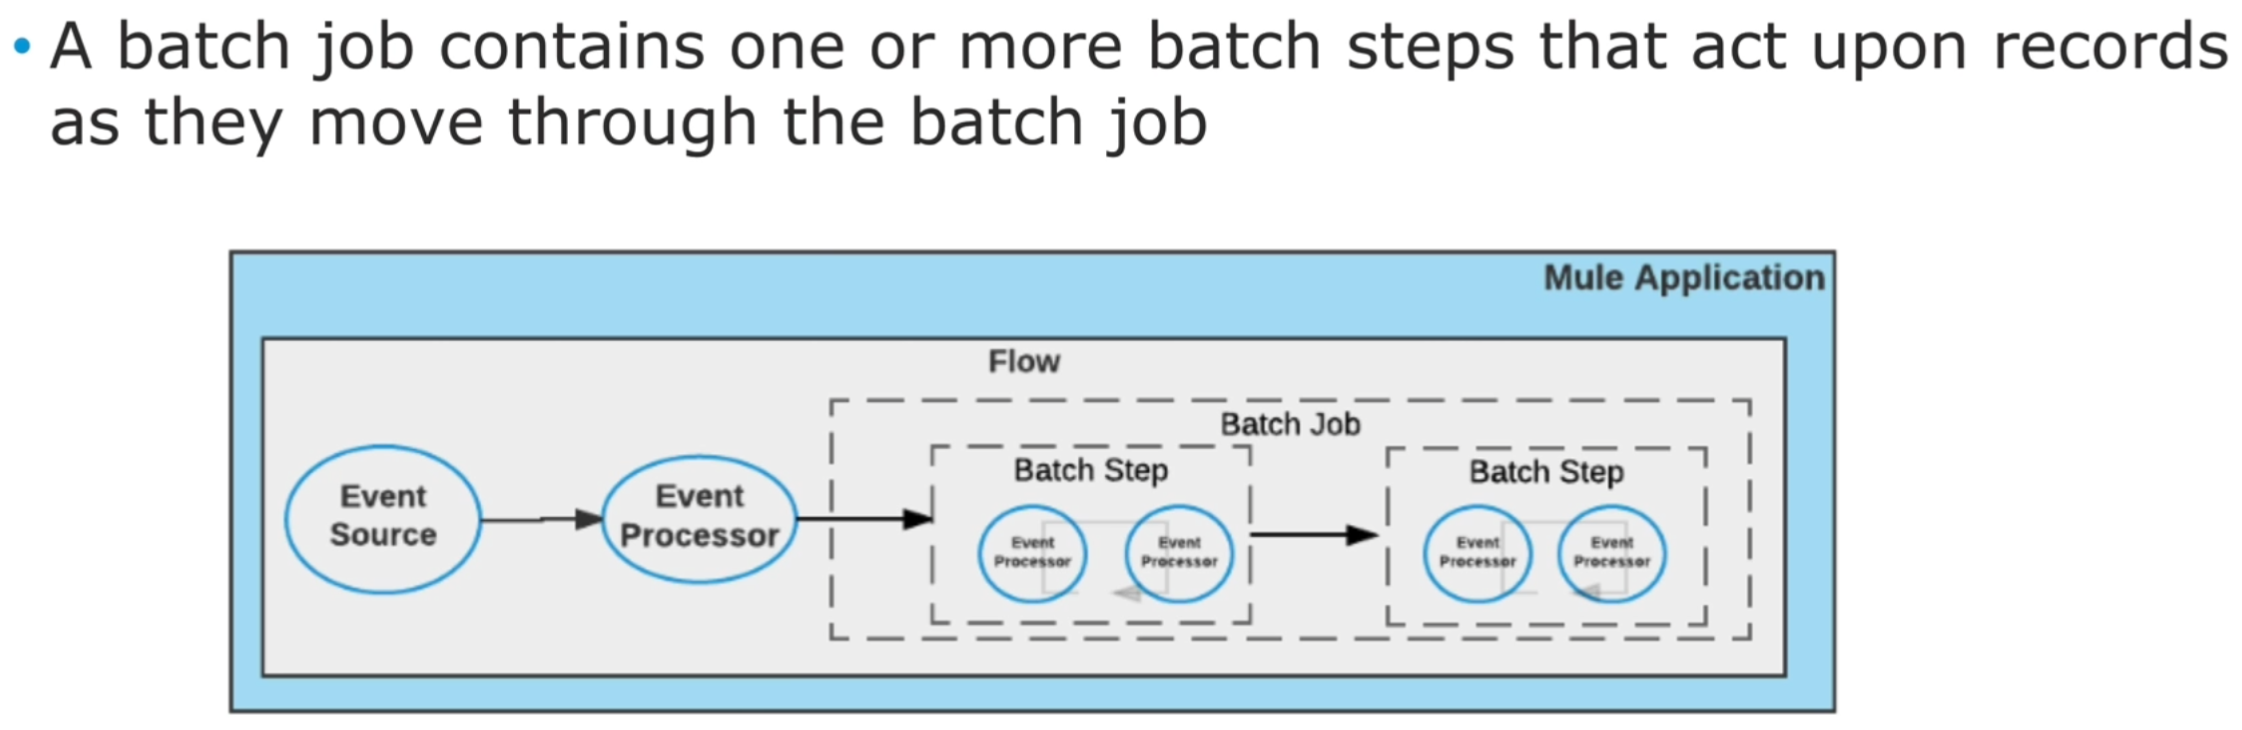 • A batch job contains one or more batch steps that act upon records
as they move through the batch job
Mule Application
Flow
Batch Job
Batch Step
Batch Step
Event
Source
Event
Processor
Event
Processor
Event
Processor
Event
Processor
Event
Processor